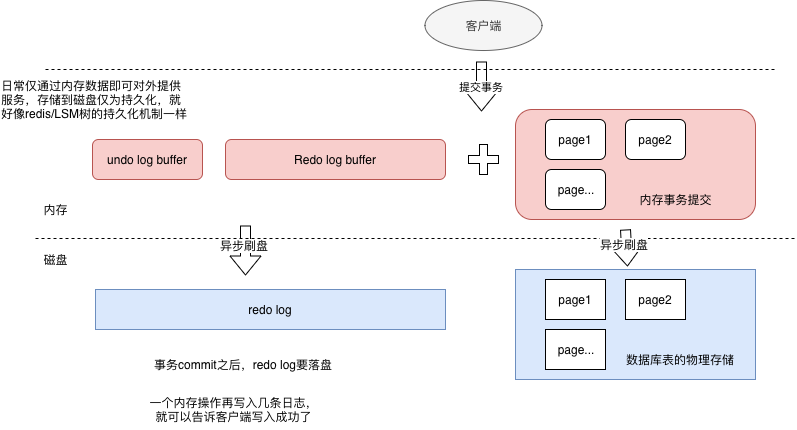 客户端
日常仅通过内存数据即可对外提供
服务，存储到磁盘仅为持久化，就
好像redis/LSM树的持久化机制一样
提交事务
undo log buffer
Redo log buffer
page1
page2
page...
内存事务提交
内存
异步刷盘
异步刷盘
磁盘
redo log
page1
page2
page...
数据库表的物理存储
事务commit之后，redo log要落盘
一个内存操作再写入几条日志，
就可以告诉客户端写入成功了